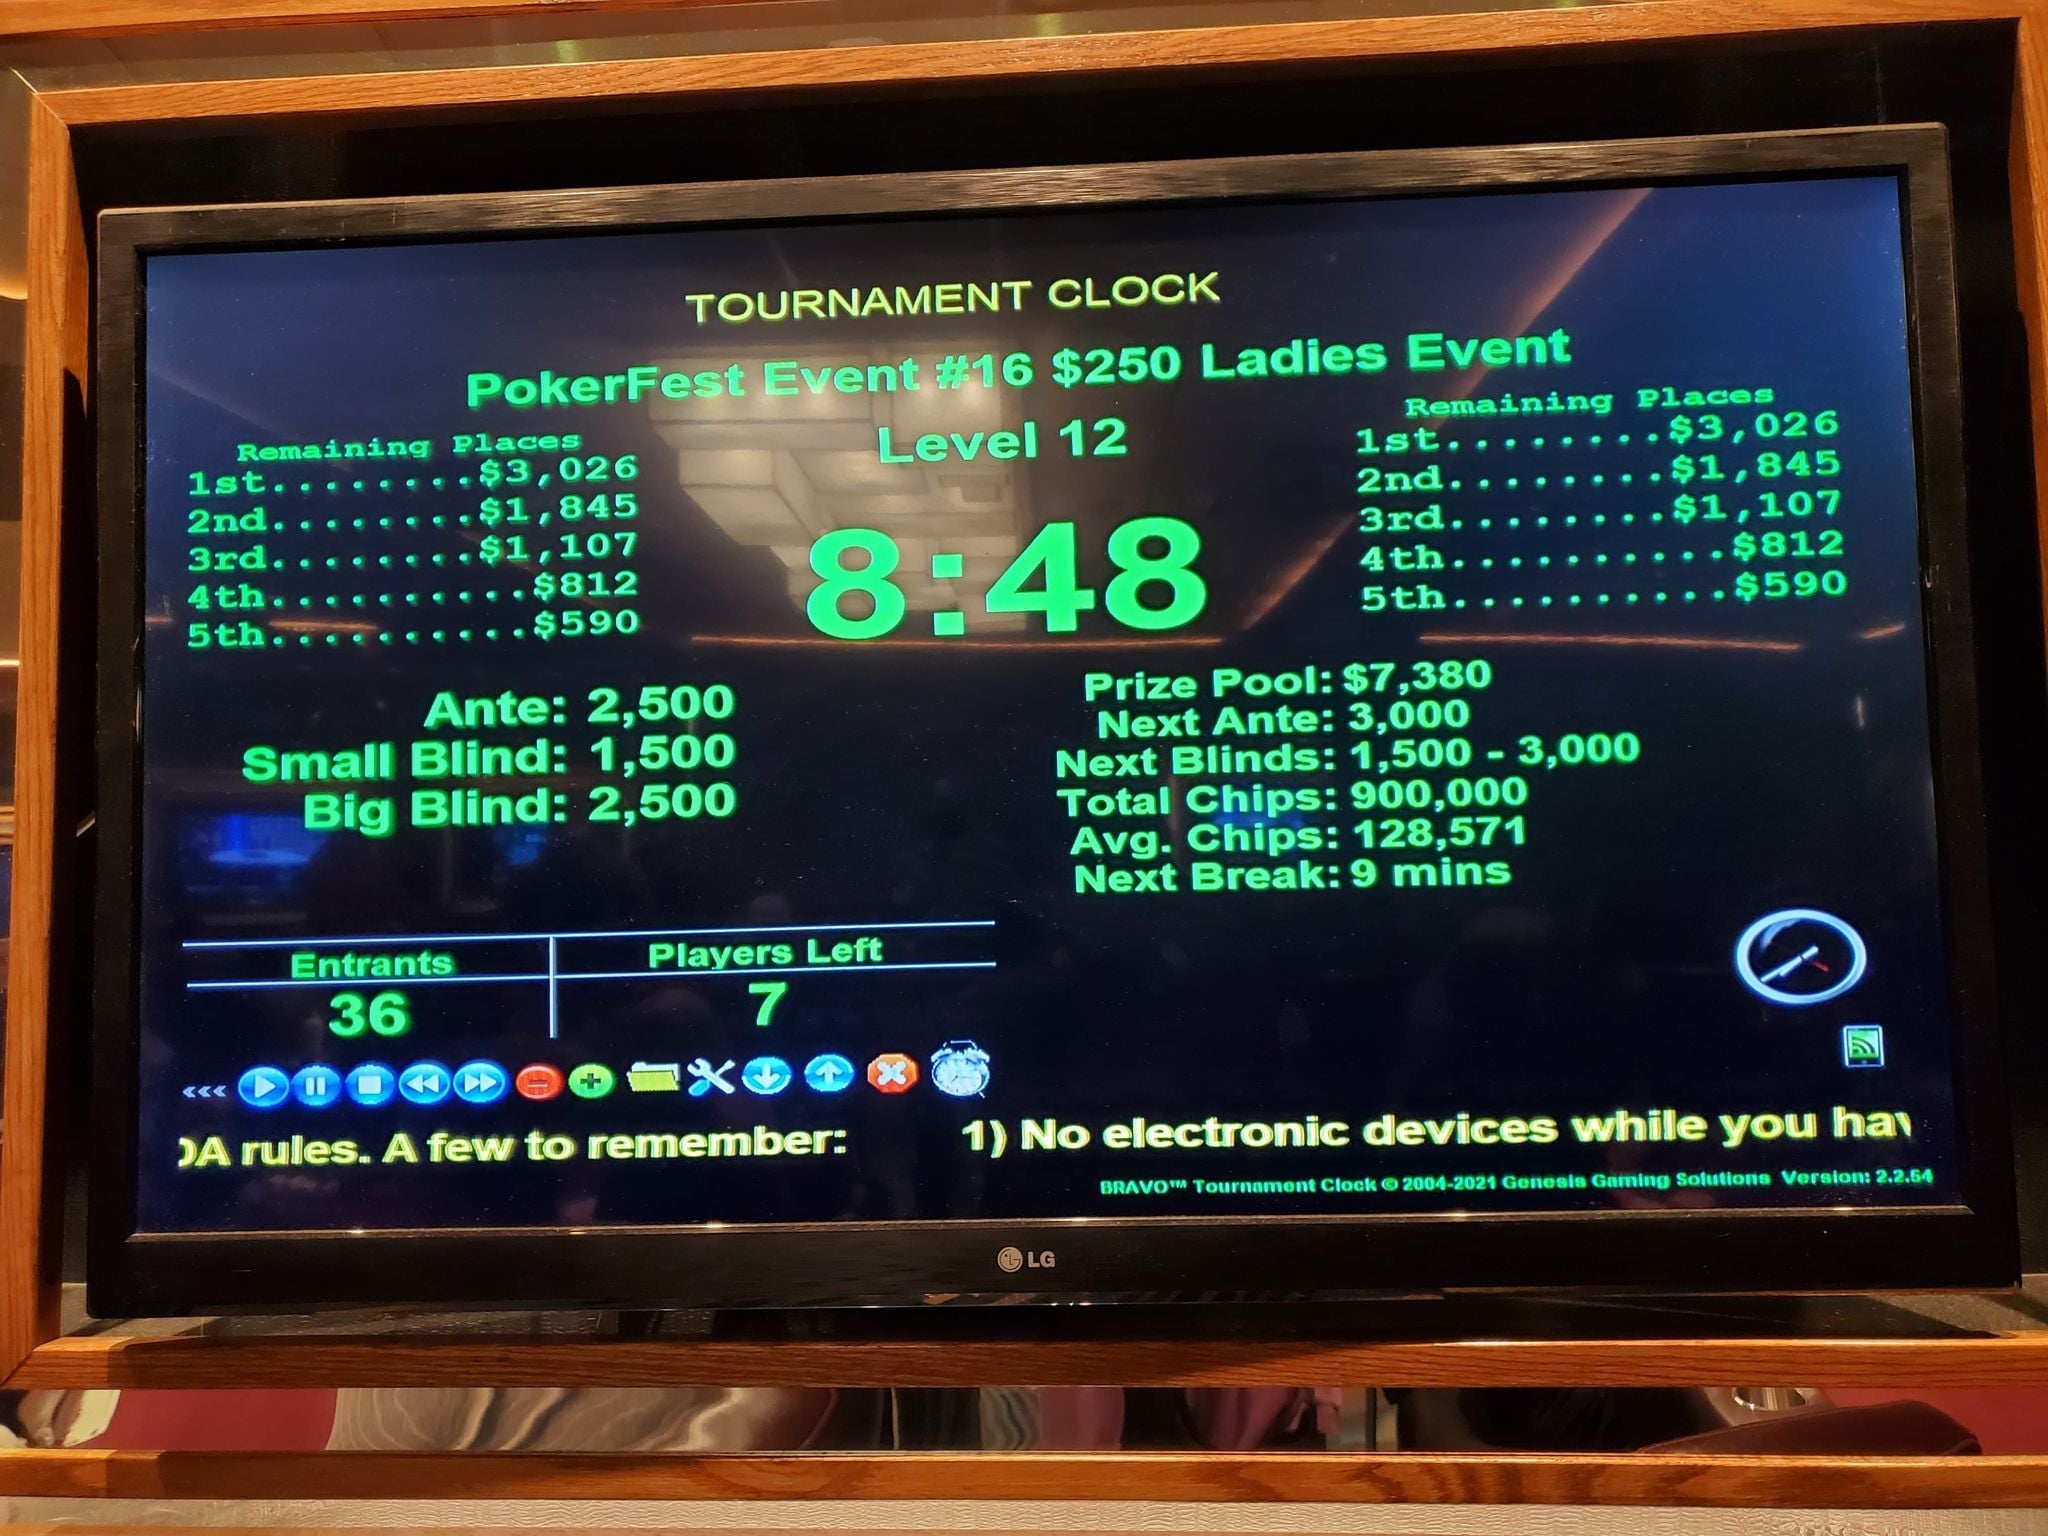 TOURNAMENT CLOCK
PokerFest Event #16 $250 Ladies Event
Level 12
8:48
Remaining Places
1st........$3,026
2nd........$1,845
3rd........$1,107
4th..........$812
5th..........$590
Remaining Places
1st........$3,026
2nd........$1,845
3rd........$1,107
4th..........$812
5th..........$590
Ante: 2,500
Small Blind: 1,500
Big Blind: 2,500
Prize Pool: $7,380
Next Ante: 3,000
Next Blinds: 1,500 - 3,000
Total Chips: 900,000
Avg. Chips: 128,571
Next Break: 9 mins
Entrants Players Left
36 7
DA rules. A few to remember: 1) No electronic devices while you hav
BRAVO™ Tournament Clock © 2004-2021 Genesis Gaming Solutions Version: 2.2.54
LG